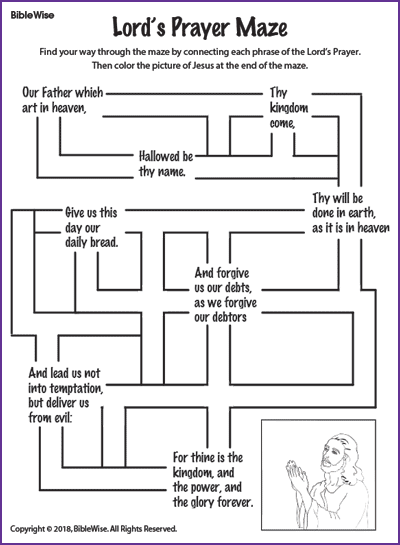 BibleWise
Lord's Prayer Maze
Find your way through the maze by connecting each phrase of the Lord's Prayer.
Then color the picture of Jesus at the end of the maze.
Our Father which
art in heaven,
Thy
kingdom
come,
Hallowed be
thy name.
Thy will be
done in earth,
as it is in heaven
Give us this
day our
daily bread.
And forgive
us our debts,
as we forgive
our debtors
And lead us not
into temptation,
but deliver us
from evil:
For thine is the
kingdom, and
the power, and
the glory forever.
Copyright © 2018, BibleWise. All Rights Reserved.